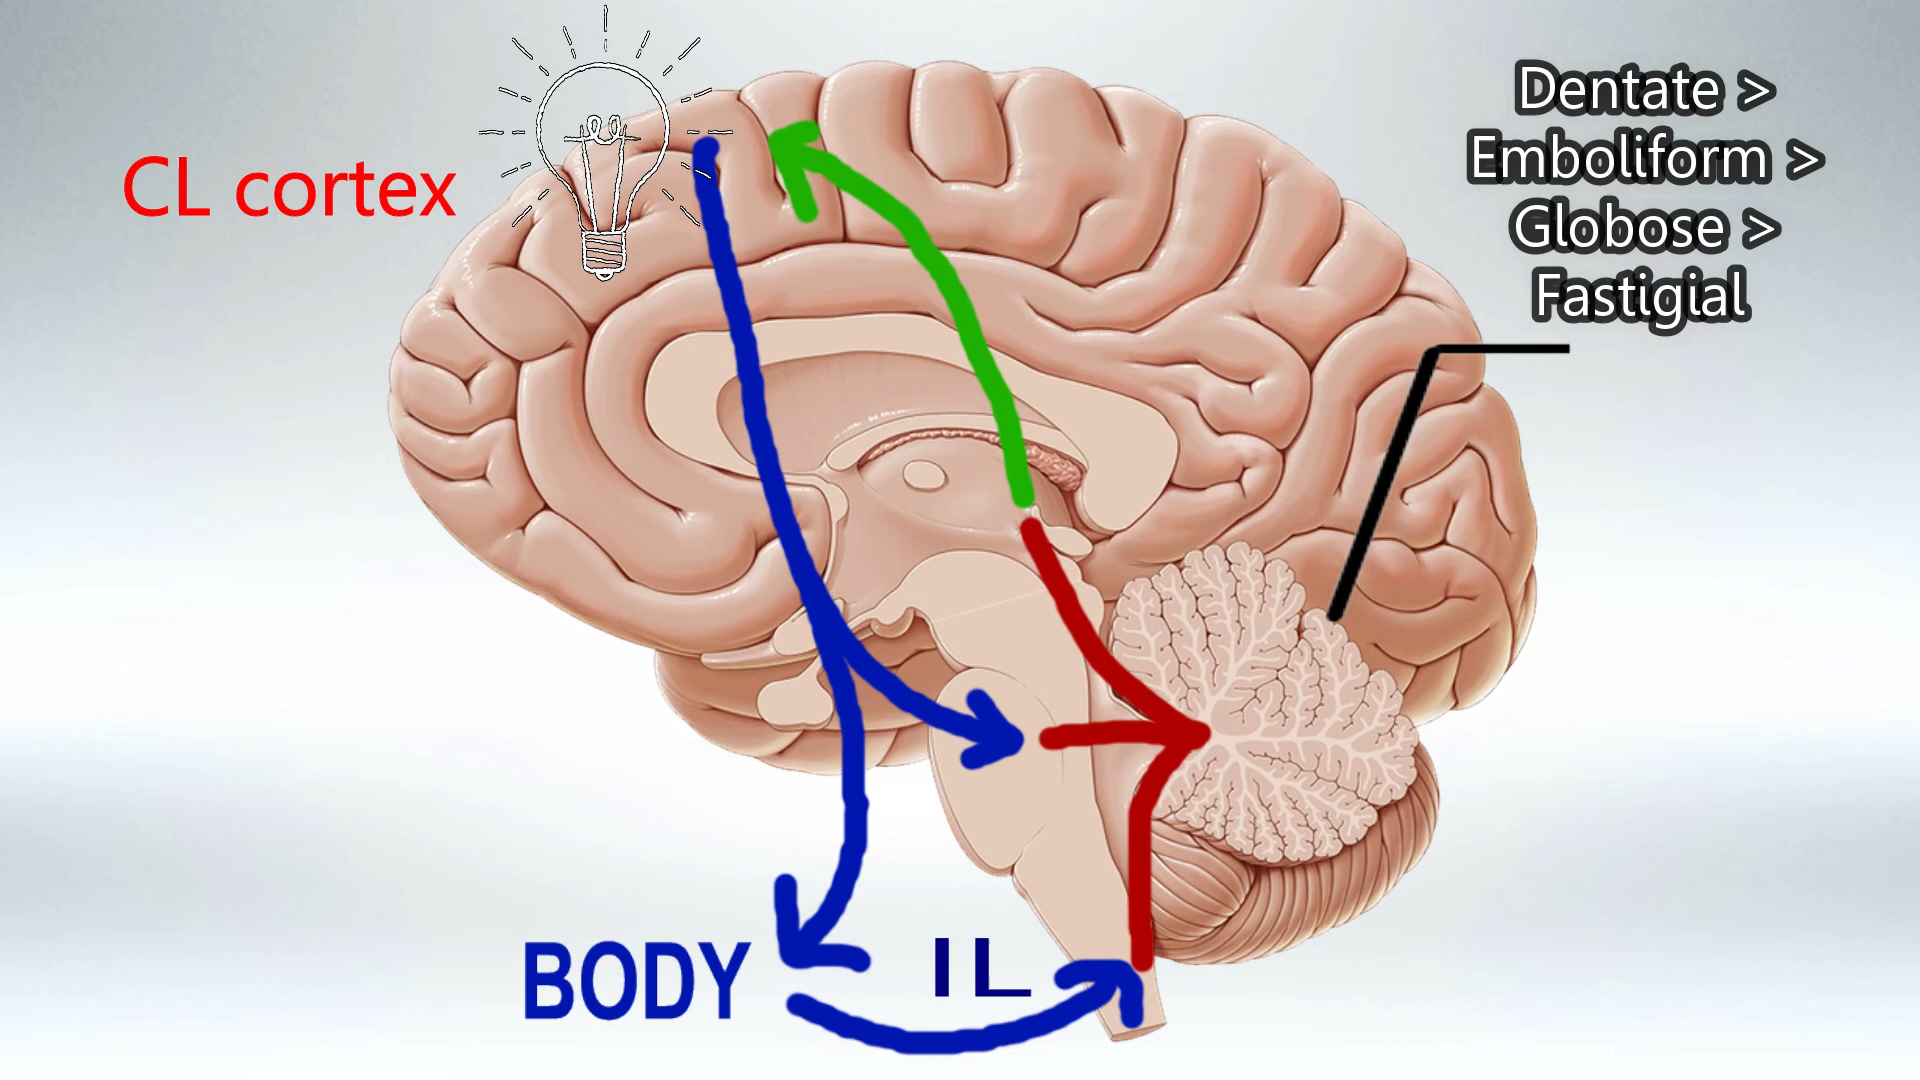 CL cortex
Dentate >
Emboliform >
Globose >
Fastigial
BODY
IL